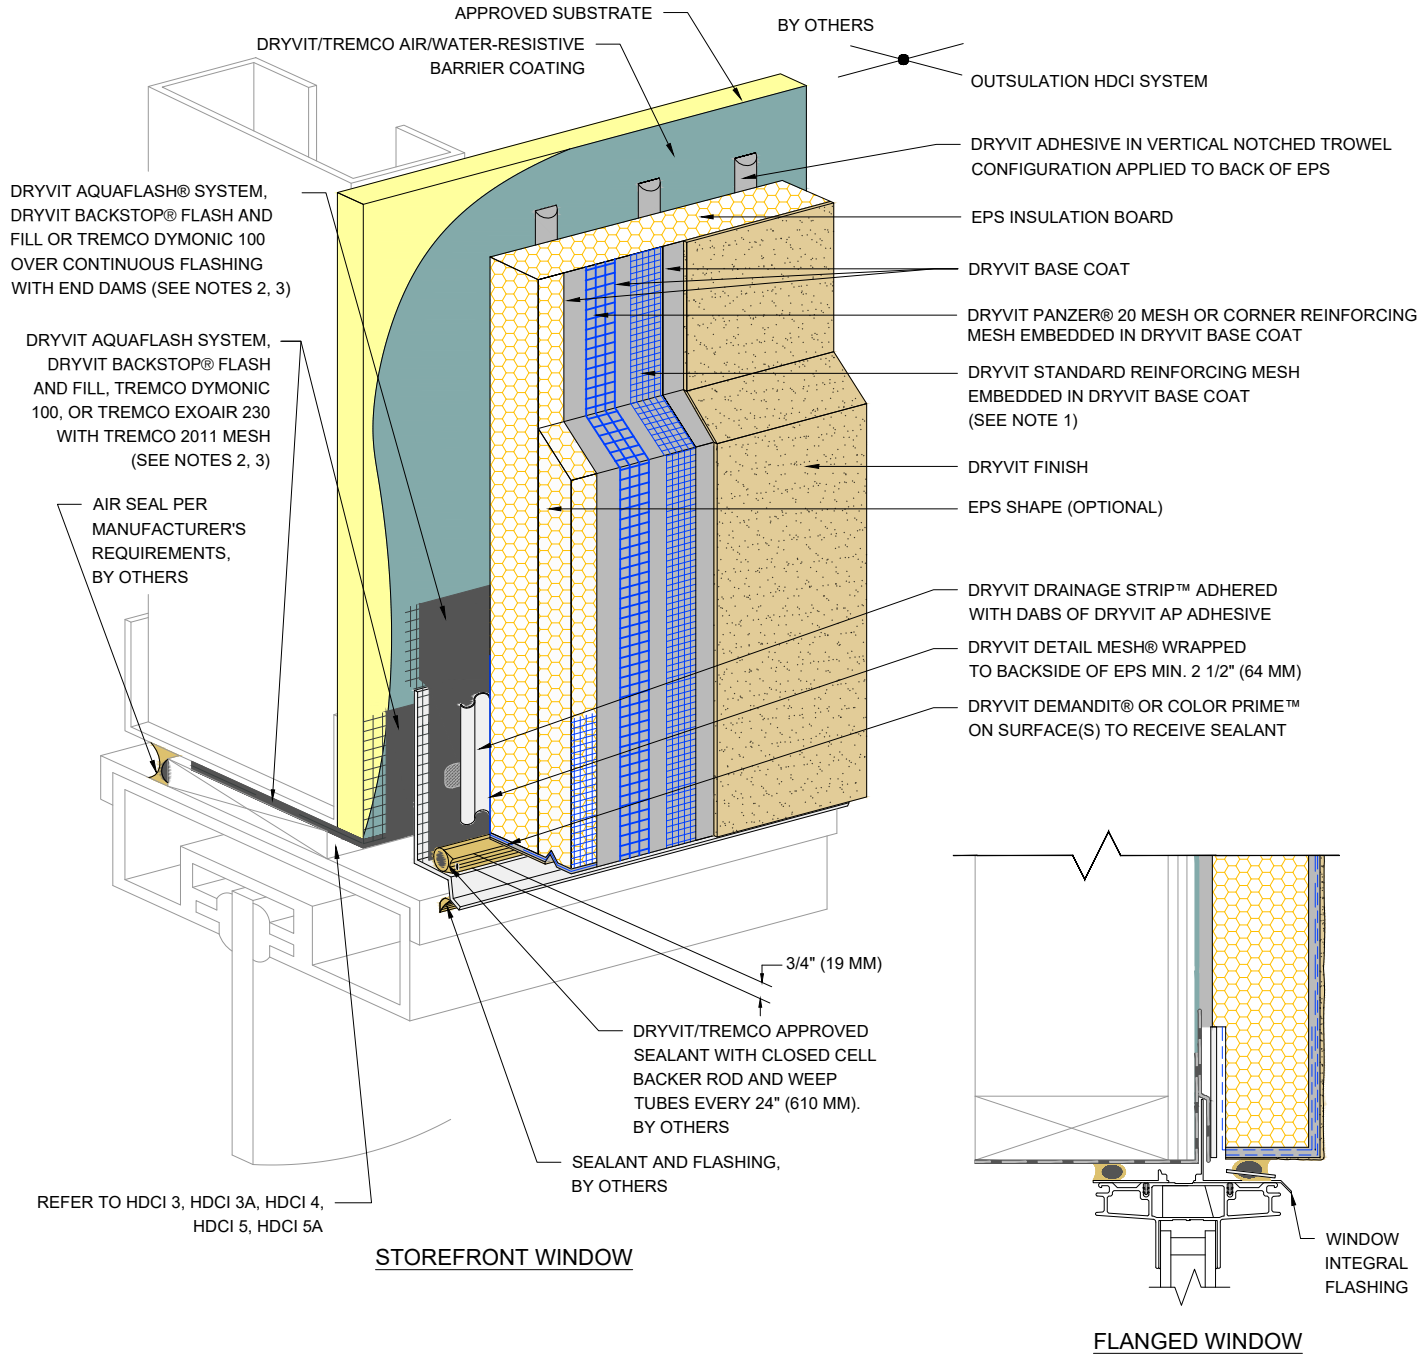 APPROVED SUBSTRATE
BY OTHERS
DRYVIT/TREMCO AIR/WATER-RESISTIVE
BARRIER COATING
OUTSULATION HDCI SYSTEM
DRYVIT ADHESIVE IN VERTICAL NOTCHED TROWEL
CONFIGURATION APPLIED TO BACK OF EPS
DRYVIT AQUAFLASH® SYSTEM,
DRYVIT BACKSTOP® FLASH AND
FILL OR TREMCO DYMONIC 100
OVER CONTINUOUS FLASHING
WITH END DAMS (SEE NOTES 2, 3)
EPS INSULATION BOARD
DRYVIT BASE COAT
DRYVIT PANZER® 20 MESH OR CORNER REINFORCING
MESH EMBEDDED IN DRYVIT BASE COAT
DRYVIT AQUAFLASH SYSTEM,
DRYVIT BACKSTOP® FLASH
AND FILL, TREMCO DYMONIC
100, OR TREMCO EXOAIR 230
WITH TREMCO 2011 MESH
(SEE NOTES 2, 3)
DRYVIT STANDARD REINFORCING MESH
EMBEDDED IN DRYVIT BASE COAT
(SEE NOTE 1)
DRYVIT FINISH
EPS SHAPE (OPTIONAL)
AIR SEAL PER
MANUFACTURER'S
REQUIREMENTS,
BY OTHERS
DRYVIT DRAINAGE STRIP™ ADHERED
WITH DABS OF DRYVIT AP ADHESIVE
DRYVIT DETAIL MESH® WRAPPED
TO BACKSIDE OF EPS MIN. 2 1/2" (64 MM)
DRYVIT DEMANDIT® OR COLOR PRIME™
ON SURFACE(S) TO RECEIVE SEALANT
3/4" (19 MM)
DRYVIT/TREMCO APPROVED
SEALANT WITH CLOSED CELL
BACKER ROD AND WEEP
TUBES EVERY 24" (610 MM).
BY OTHERS
SEALANT AND FLASHING,
BY OTHERS
REFER TO HDCI 3, HDCI 3A, HDCI 4,
HDCI 5, HDCI 5A
STOREFRONT WINDOW
WINDOW
INTEGRAL
FLASHING
FLANGED WINDOW